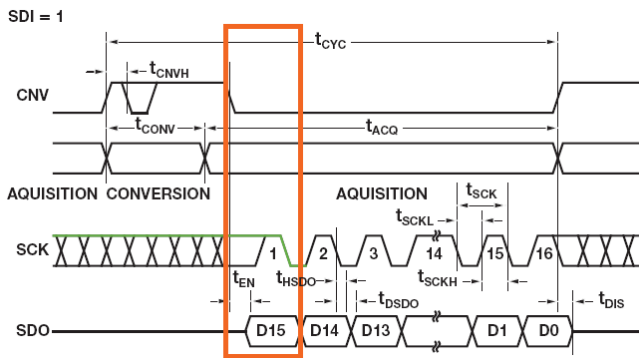 SDI = 1
tCYC
tCNVH
CNV
tCONV
tACQ
AQUISITION CONVERSION AQUISITION
tSCK
tSCKL
SCK 1 2 3 14 15 16
tEN tHSDO tSCKH
tDSDO tDIS
SDO D15 D14 D13 D1 D0